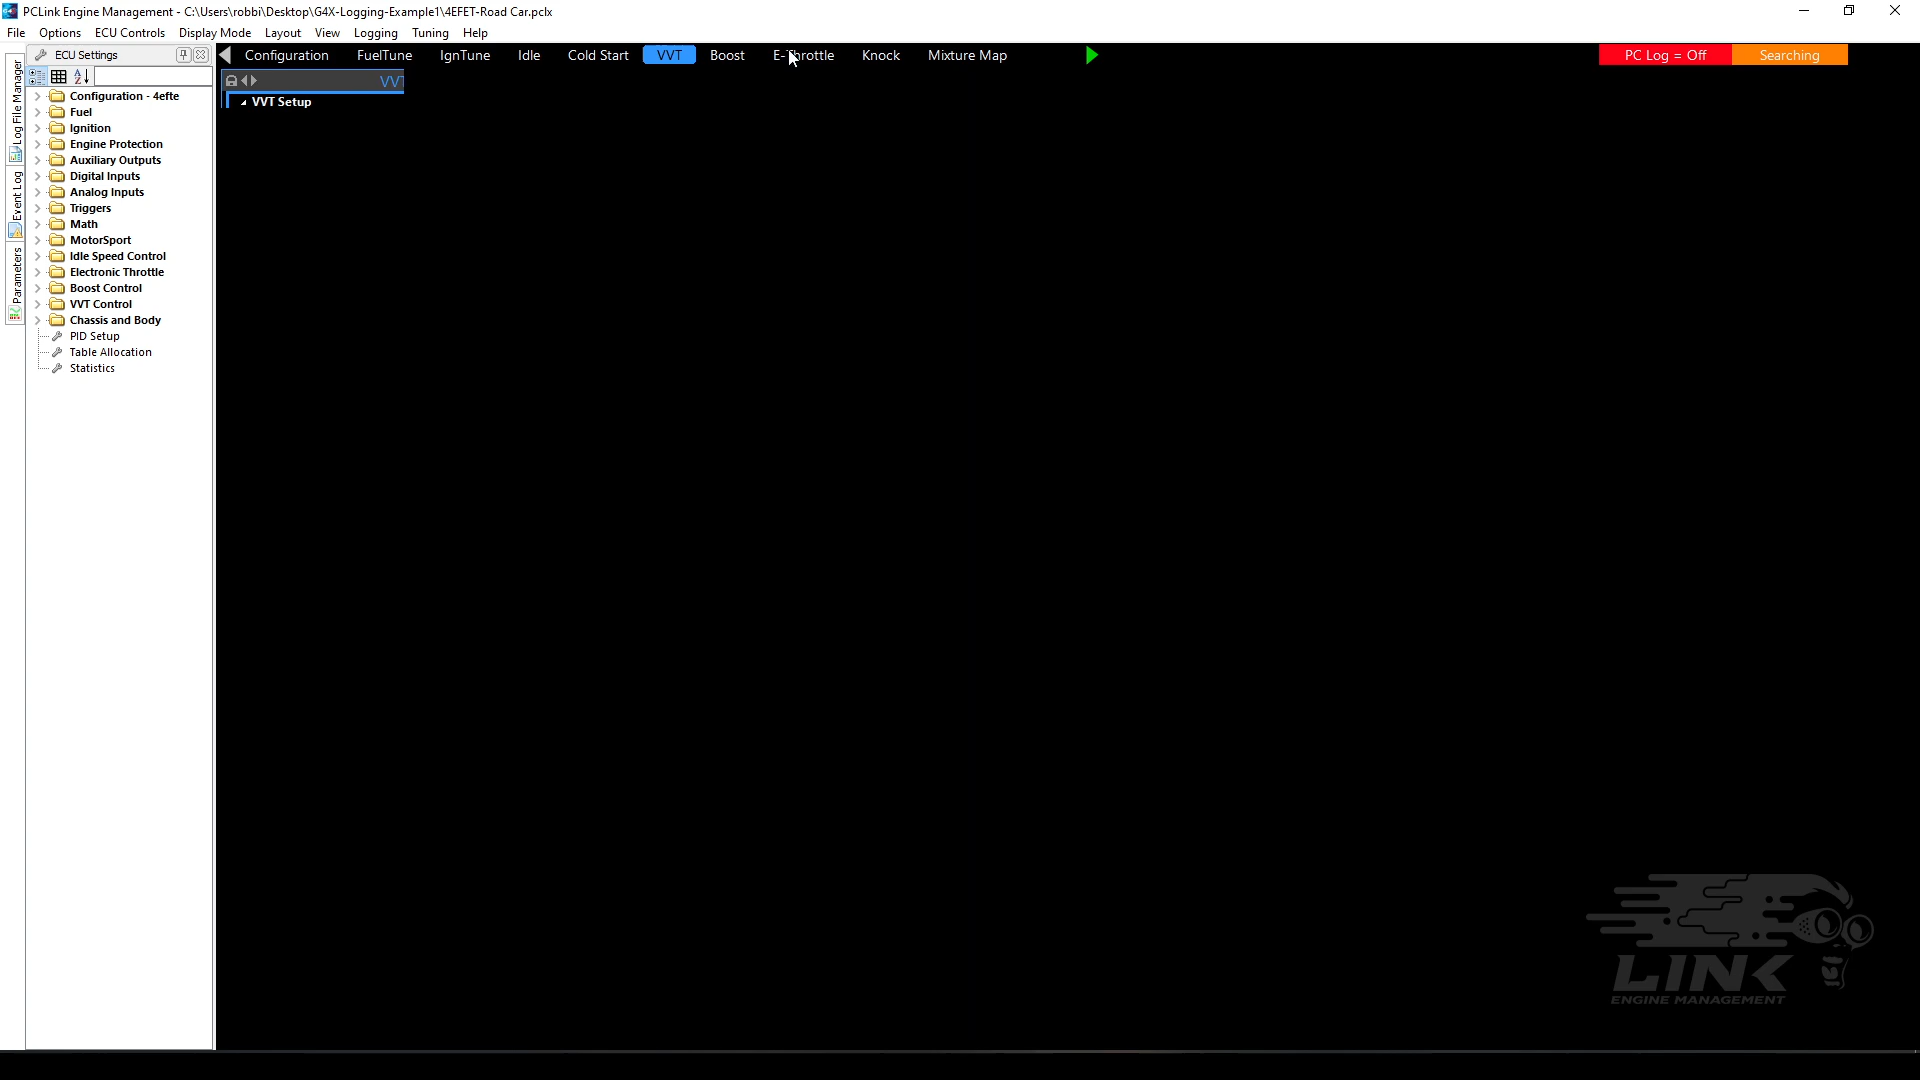 PCLink Engine Management - C:\Users\robbi\Desktop\G4X-Logging-Example1\4EFET-Road Car.pclx
File Options ECU Controls Display Mode Layout View Logging Tuning Help
ECU Settings
Configuration FuelTune IgnTune Idle Cold Start VVT Boost E-Throttle Knock Mixture Map
PC Log = Off Searching
VVT
VVT Setup
Log File Manager
Event Log
Parameters
Configuration - 4efte
Fuel
Ignition
Engine Protection
Auxiliary Outputs
Digital Inputs
Analog Inputs
Triggers
Math
MotorSport
Idle Speed Control
Electronic Throttle
Boost Control
VVT Control
Chassis and Body
PID Setup
Table Allocation
Statistics
LINK
ENGINE MANAGEMENT